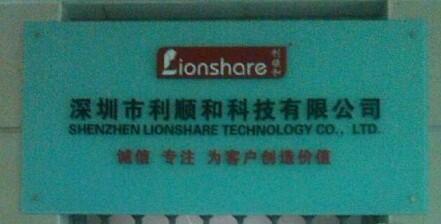 Lionshare 利顺和
深圳市利顺和科技有限公司
SHENZHEN LIONSHARE TECHNOLOGY CO., LTD.
诚信 专注 为客户创造价值